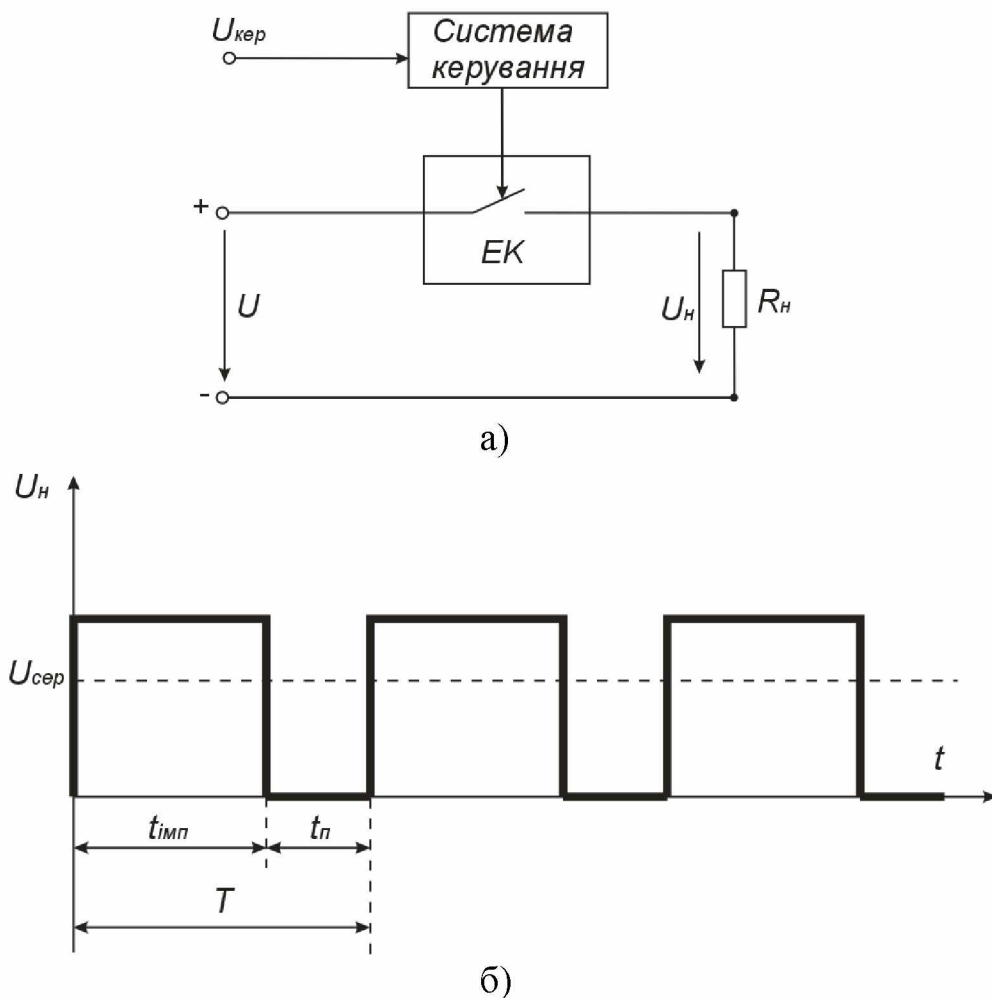 Uкер
Система
керування
+
EK
U
Uн
Rн
-
а)
Uн
Uсер
t
tімп
tп
T
б)